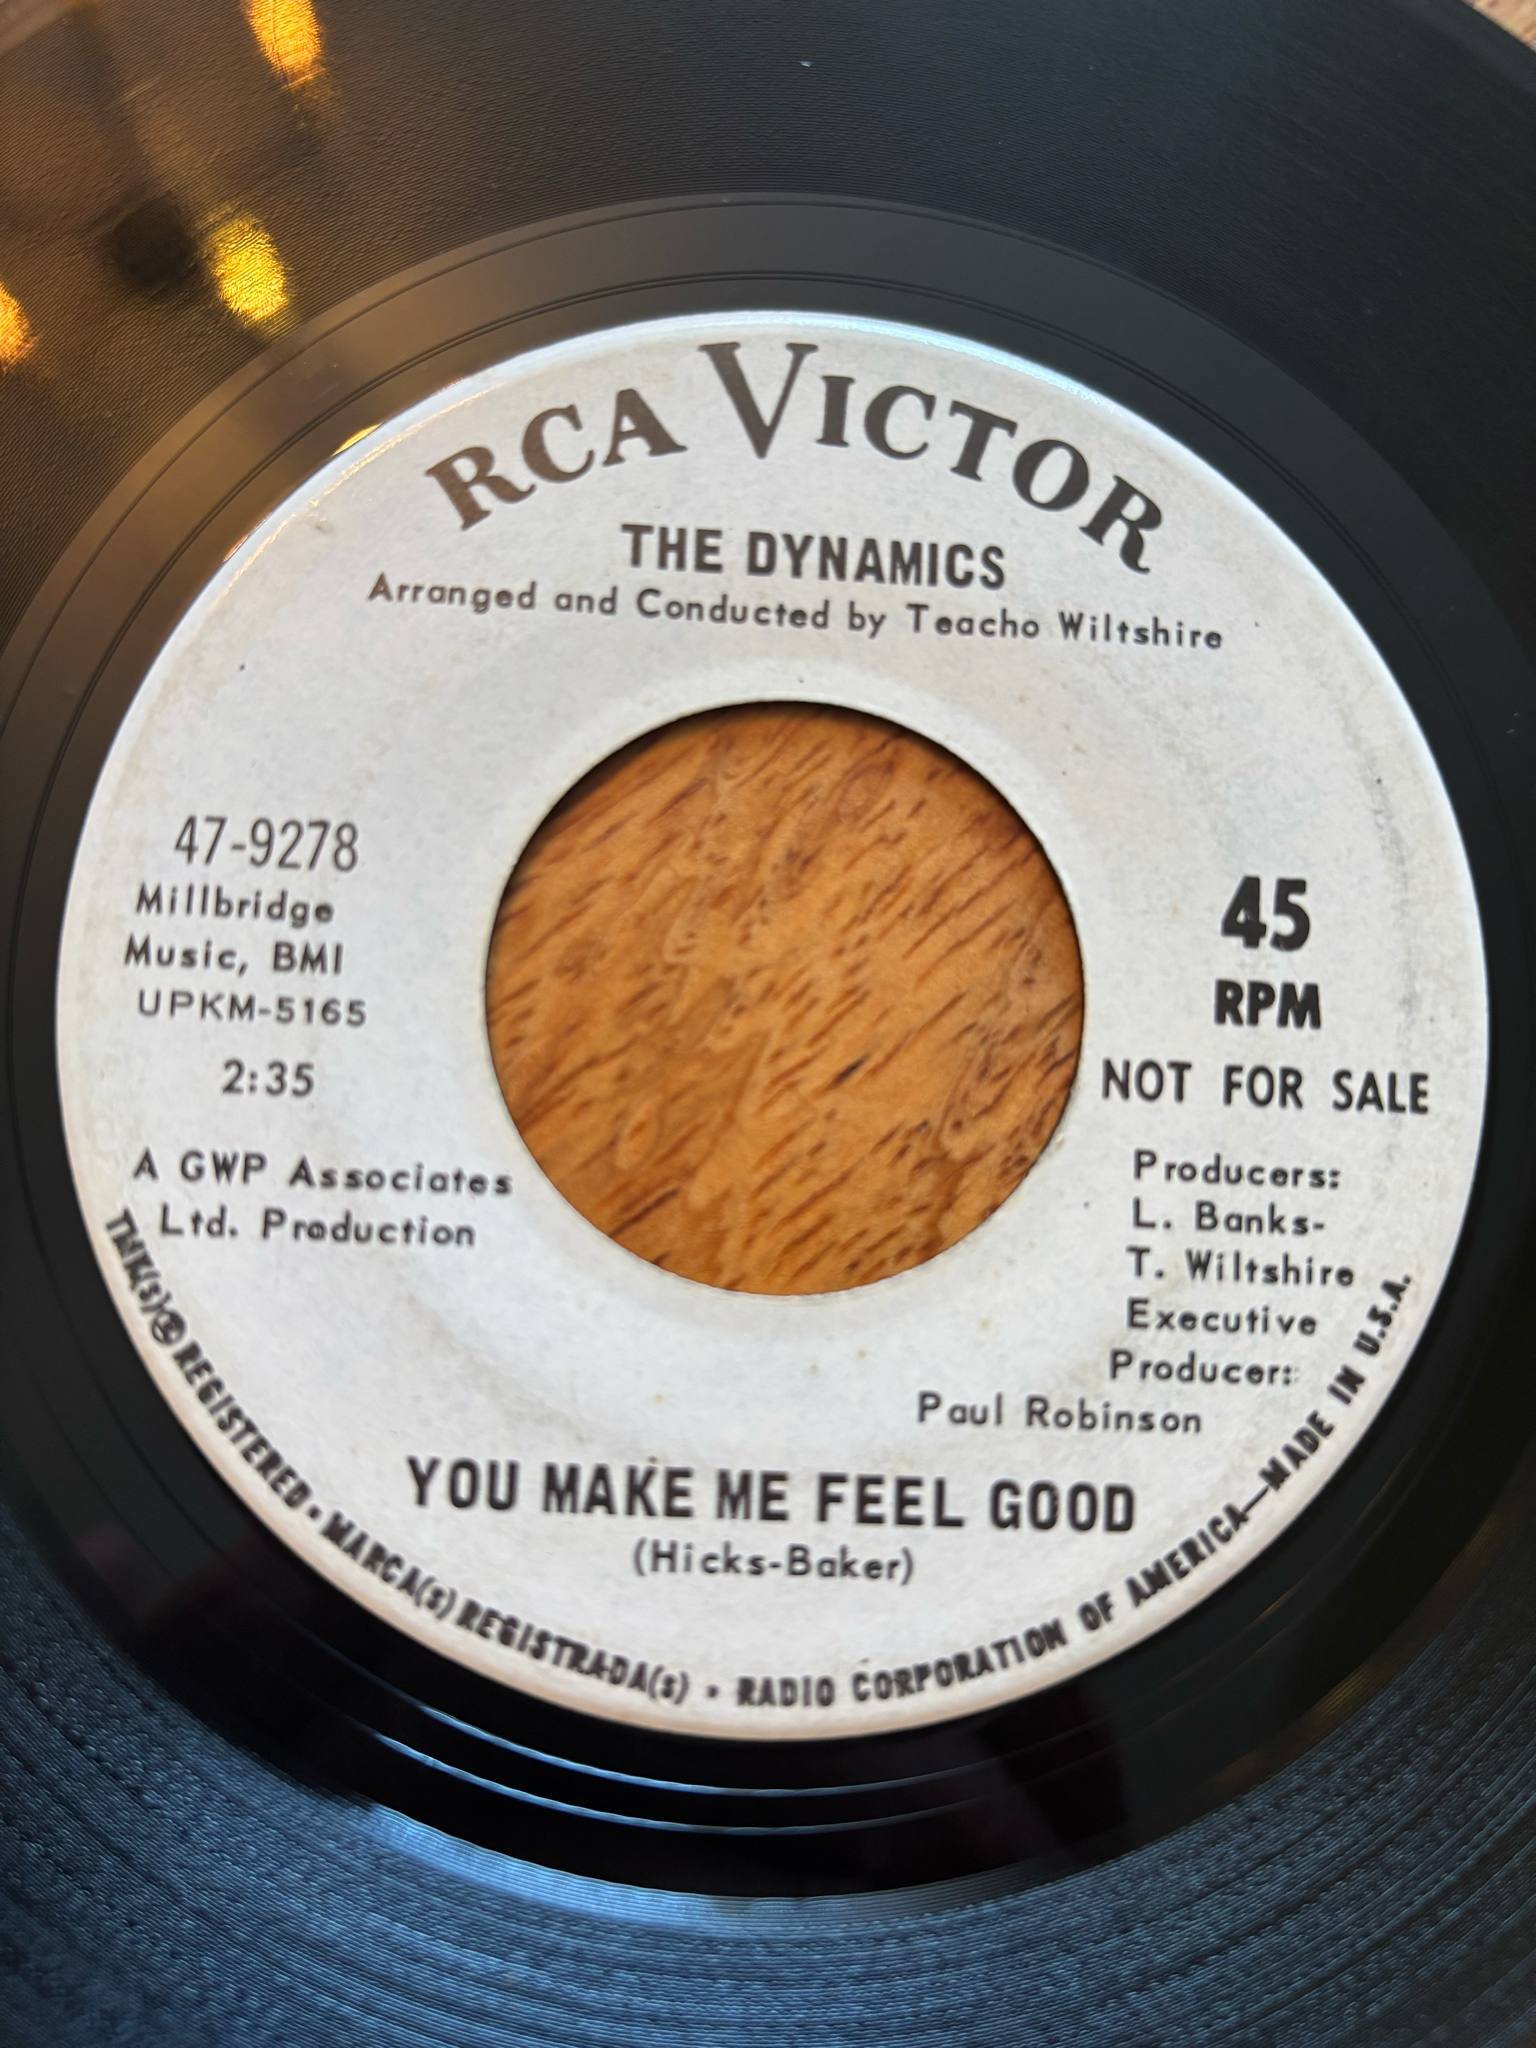 RCA VICTOR
THE DYNAMICS
Arranged and Conducted by Teacho Wiltshire
47-9278
Millbridge
Music, BMI
UPKM-5165
2:35
A GWP Associates
Ltd. Production
45
RPM
NOT FOR SALE
Producers:
L. Banks-
T. Wiltshire
Executive
Producer:
Paul Robinson
YOU MAKE ME FEEL GOOD
(Hicks-Baker)
TMK(s) ® REGISTERED • MARCA(s) REGISTRADA(s) • RADIO CORPORATION OF AMERICA—MADE IN U.S.A.